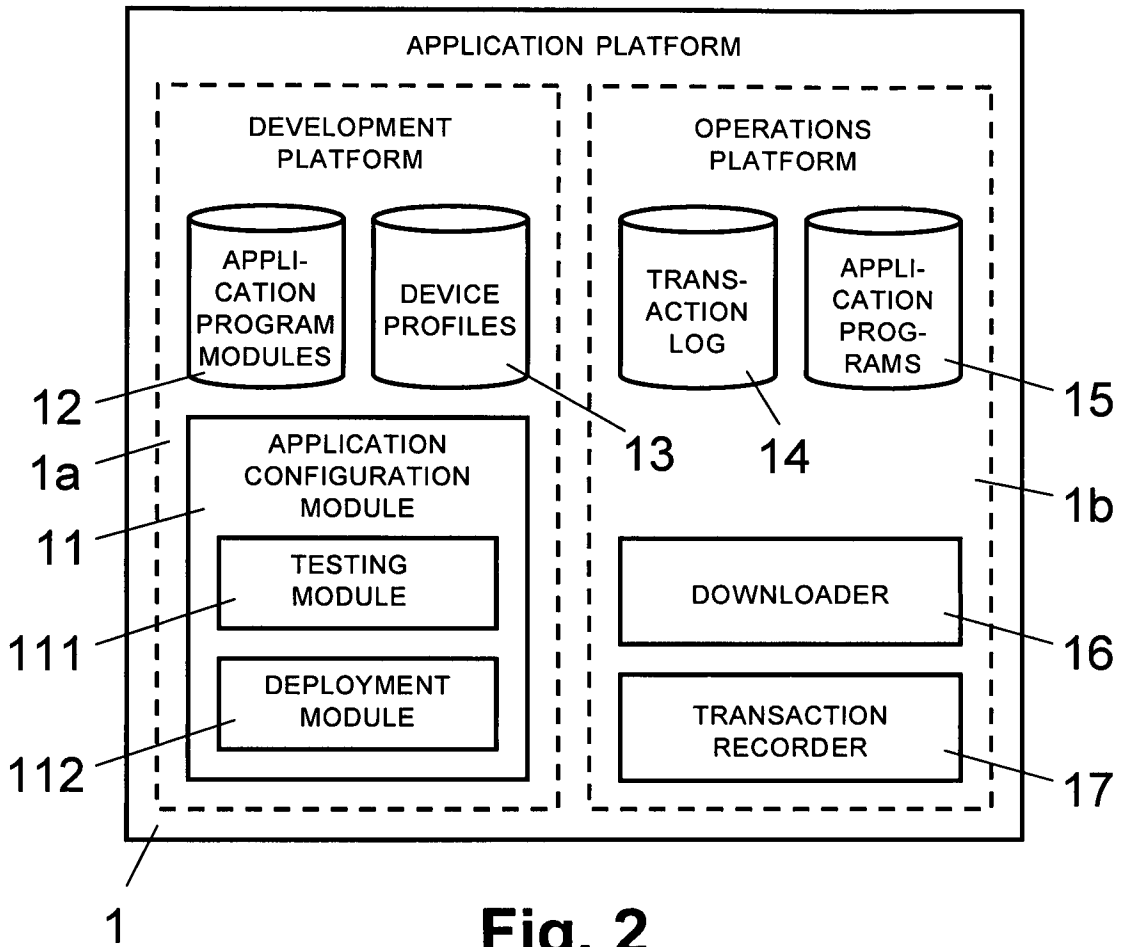 APPLICATION PLATFORM
DEVELOPMENT
PLATFORM
OPERATIONS
PLATFORM
APPLI-
CATION
PROGRAM
MODULES
DEVICE
PROFILES
TRANS-
ACTION
LOG
APPLI-
CATION
PROG-
RAMS
12
13
14
15
1a
1b
APPLICATION
CONFIGURATION
MODULE
11
TESTING
MODULE
111
DEPLOYMENT
MODULE
112
DOWNLOADER
16
TRANSACTION
RECORDER
17
1
Fig. 2